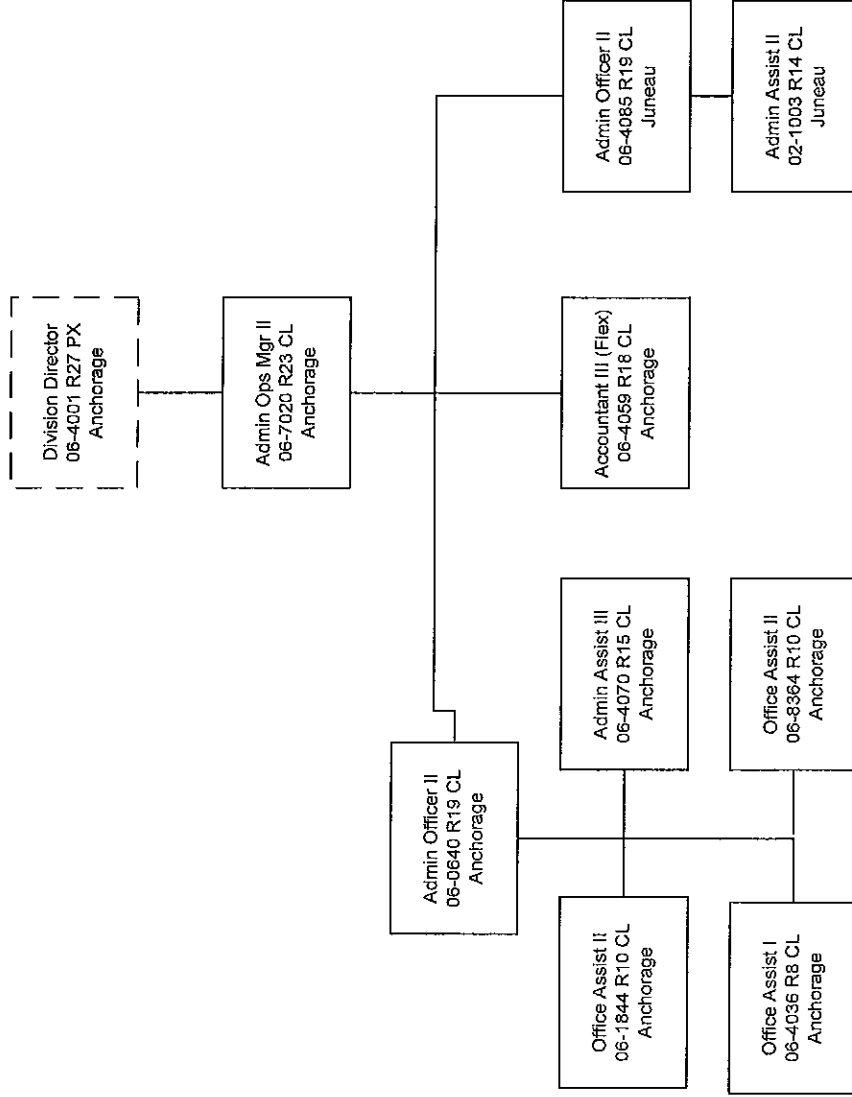 Division Director
06-4001 R27 PX
Anchorage
Admin Ops Mgr II
06-7020 R23 CL
Anchorage
Admin Officer II
06-0640 R19 CL
Anchorage
Office Assist II
06-1844 R10 CL
Anchorage
Admin Assist III
06-4070 R15 CL
Anchorage
Office Assist I
06-4036 R8 CL
Anchorage
Office Assist II
06-8364 R10 CL
Anchorage
Accountant III (Flex)
06-4059 R18 CL
Anchorage
Admin Officer II
06-4085 R19 CL
Juneau
Admin Assist II
02-1003 R14 CL
Juneau